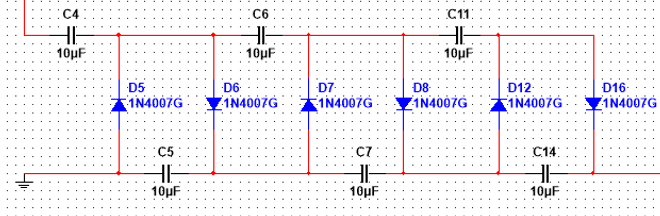 C4
10µF
C6
10µF
C11
10µF
D5
1N4007G
D6
1N4007G
D7
1N4007G
D8
1N4007G
D12
1N4007G
D16
1N4007G
C5
10µF
C7
10µF
C14
10µF